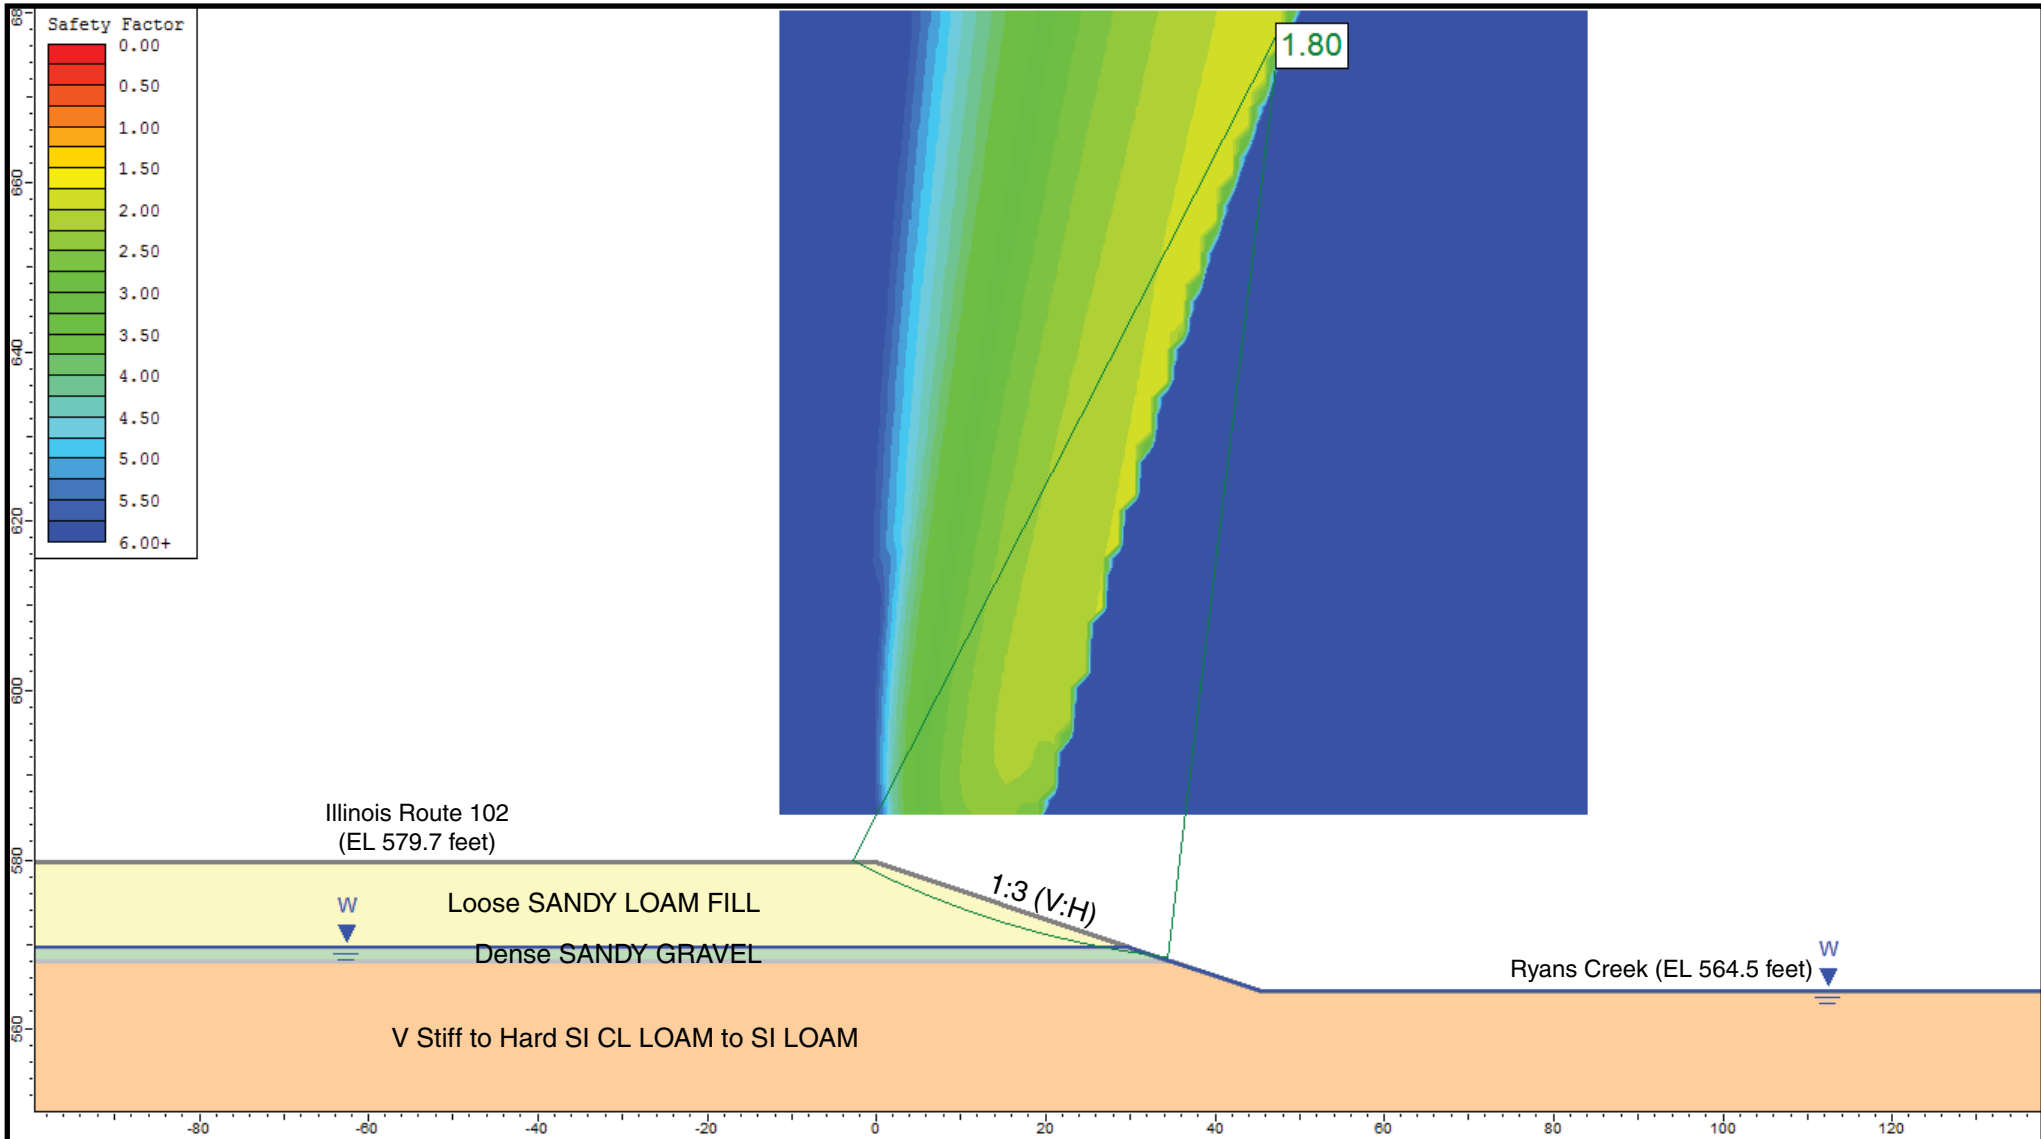 Safety Factor
0.00
0.50
1.00
1.50
2.00
2.50
3.00
3.50
4.00
4.50
5.00
5.50
6.00+
1.80
68
660
640
620
600
580
560
Illinois Route 102
(EL 579.7 feet)
1:3 (V:H)
W
Loose SANDY LOAM FILL
Dense SANDY GRAVEL
W
Ryans Creek (EL 564.5 feet)
V Stiff to Hard SI CL LOAM to SI LOAM
-80 -60 -40 -20 0 20 40 60 80 100 120